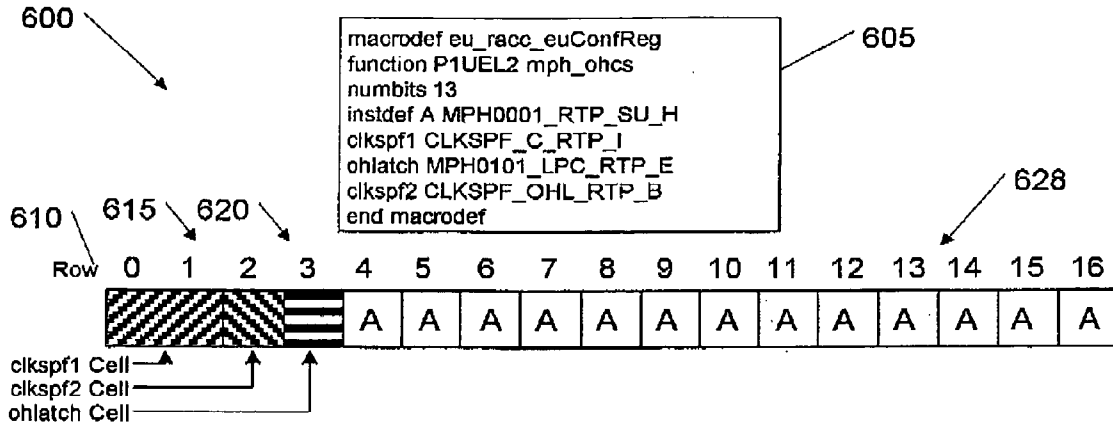 600
macrodef eu_racc_euConfReg
function P1UEL2 mph_ohcs
numbits 13
instdef A MPH0001_RTP_SU_H
clkspf1 CLKSPF_C_RTP_I
ohlatch MPH0101_LPC_RTP_E
clkspf2 CLKSPF_OHL_RTP_B
end macrodef
605
610 615 620 628
Row 0 1 2 3 4 5 6 7 8 9 10 11 12 13 14 15 16
A A A A A A A A A A A A A
clkspf1 Cell
clkspf2 Cell
ohlatch Cell